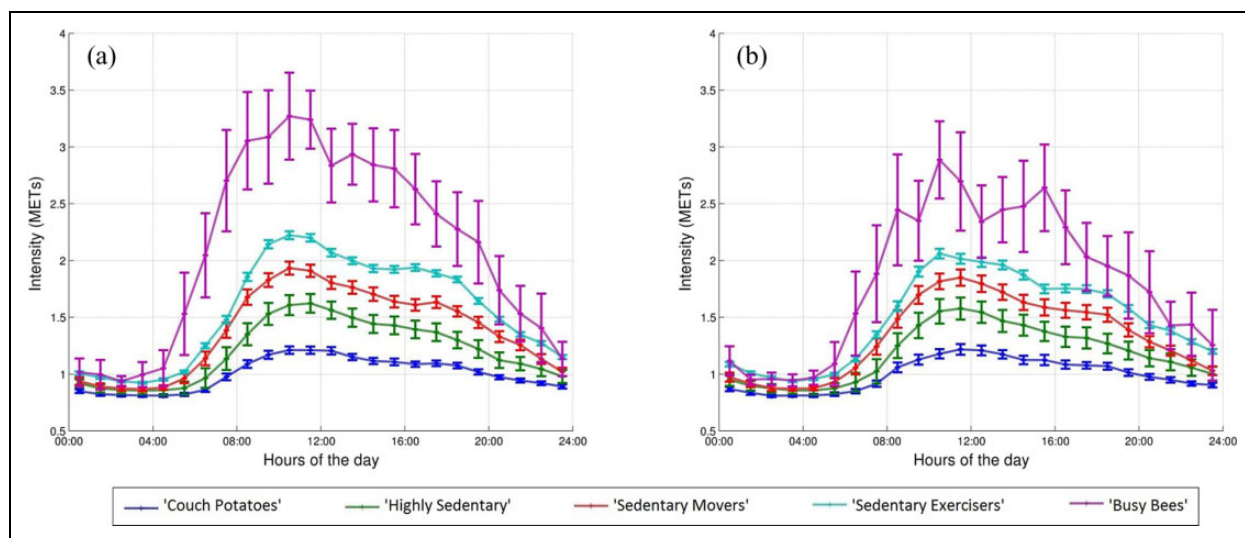 (a)
4
3.5
3
2.5
2
1.5
1
0.5
Intensity (METs)
00:00 04:00 08:00 12:00 16:00 20:00 24:00
Hours of the day
(b)
4
3.5
3
2.5
2
1.5
1
0.5
Intensity (METs)
00:00 04:00 08:00 12:00 16:00 20:00 24:00
Hours of the day
'Couch Potatoes' 'Highly Sedentary' 'Sedentary Movers' 'Sedentary Exercisers' 'Busy Bees'